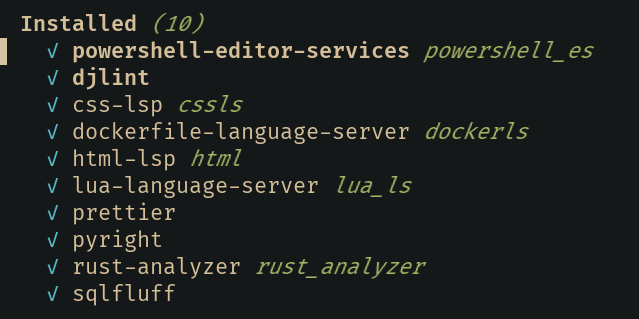 Installed (10)
√ powershell-editor-services powershell_es
√ djlint
√ css-lsp cssls
√ dockerfile-language-server dockerls
√ html-lsp html
√ lua-language-server lua_ls
√ prettier
√ pyright
√ rust-analyzer rust_analyzer
√ sqlfluff